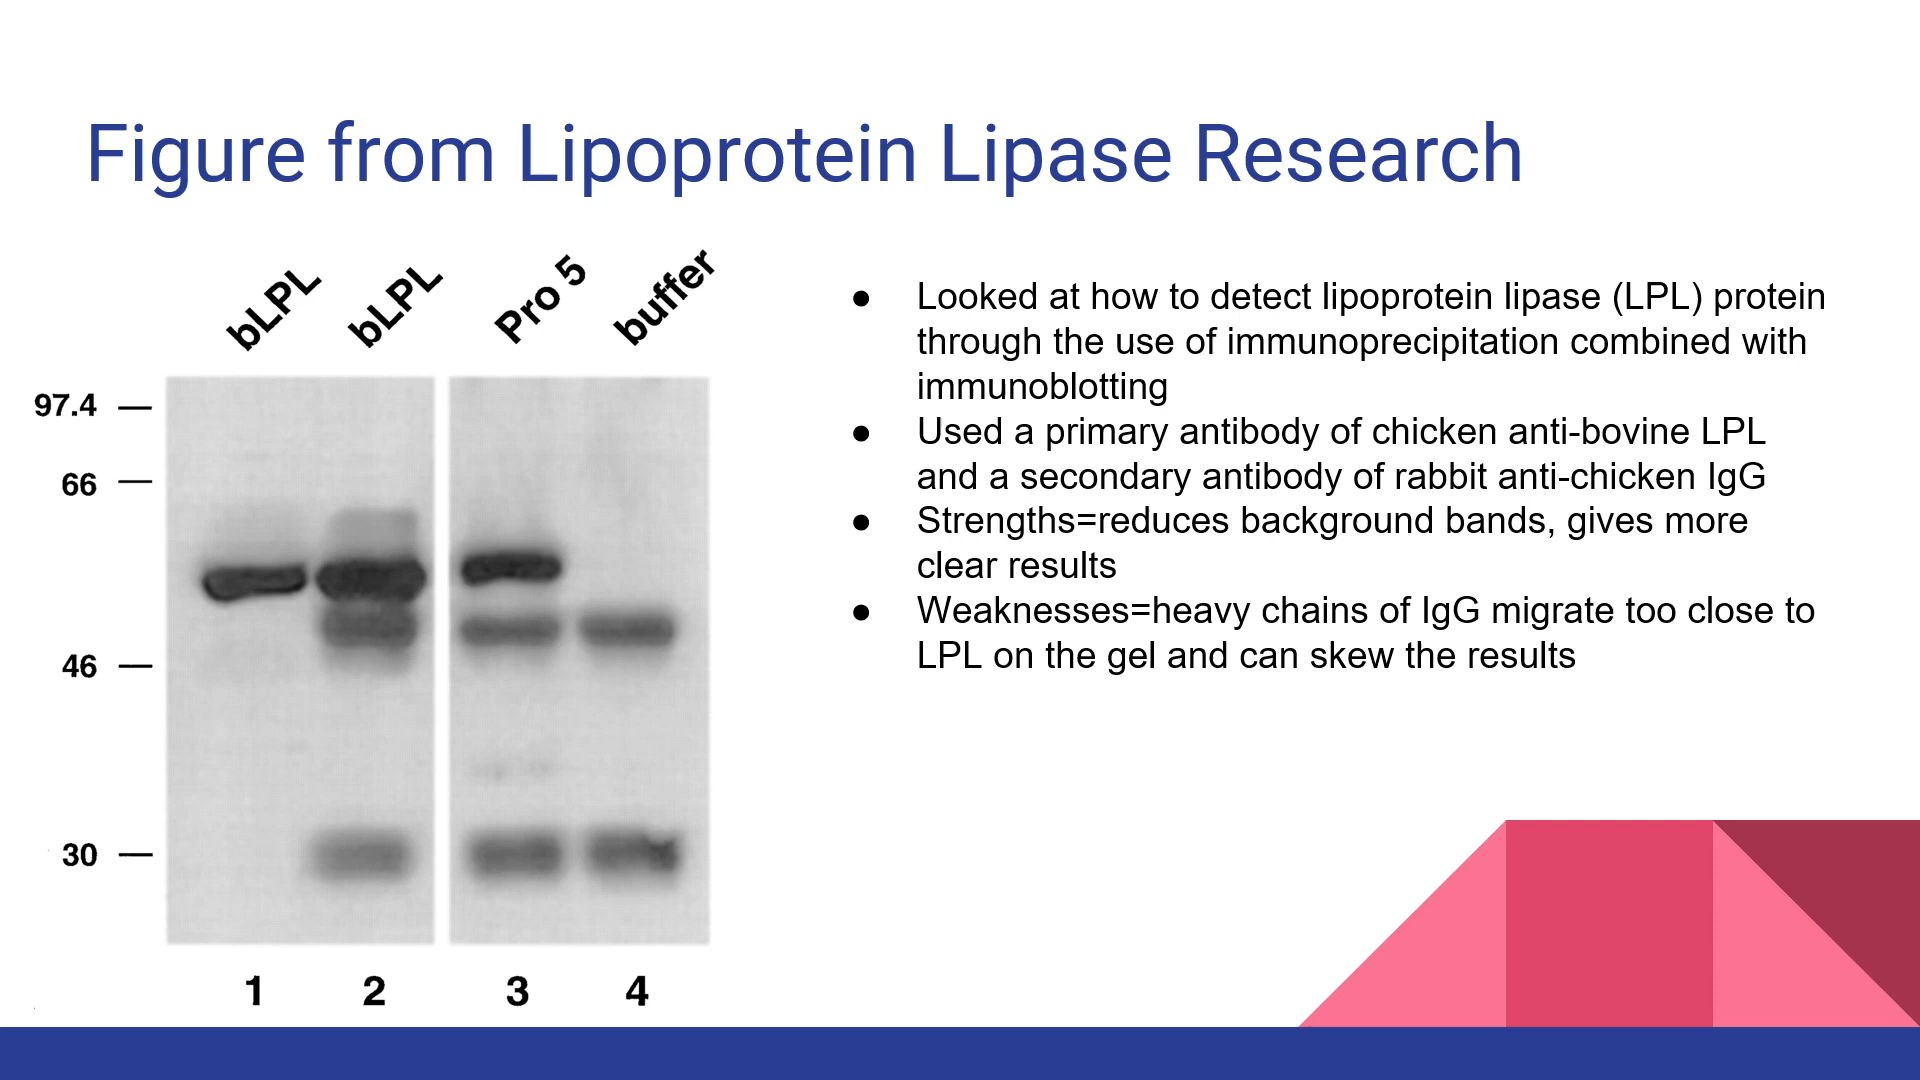 Figure from Lipoprotein Lipase Research
bLPL bLPL Pro 5 buffer
97.4
66
46
30
1 2 3 4
● Looked at how to detect lipoprotein lipase (LPL) protein
through the use of immunoprecipitation combined with
immunoblotting
● Used a primary antibody of chicken anti-bovine LPL
and a secondary antibody of rabbit anti-chicken IgG
● Strengths=reduces background bands, gives more
clear results
● Weaknesses=heavy chains of IgG migrate too close to
LPL on the gel and can skew the results